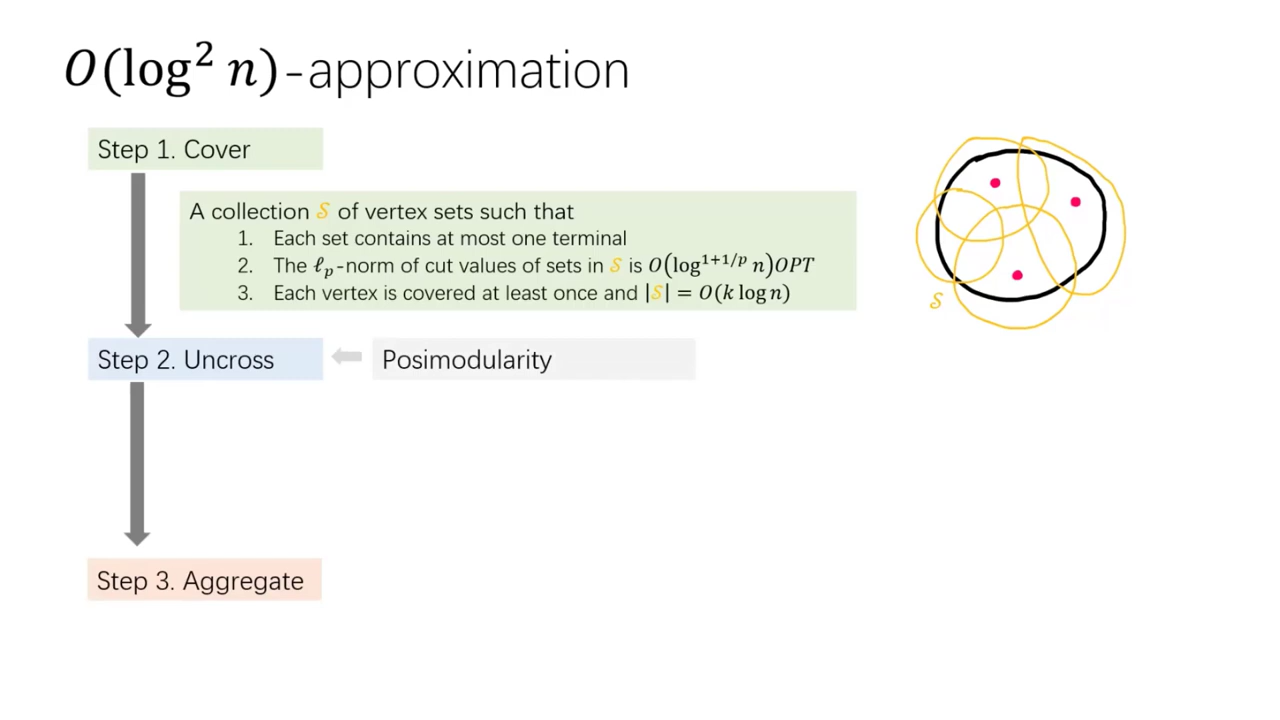 O(log² n)-approximation
Step 1. Cover
A collection 𝒮 of vertex sets such that
1. Each set contains at most one terminal
2. The ℓₚ-norm of cut values of sets in 𝒮 is O(log^{1+1/p} n)OPT
3. Each vertex is covered at least once and |𝒮| = O(k log n)
𝒮
Step 2. Uncross
Posimodularity
Step 3. Aggregate